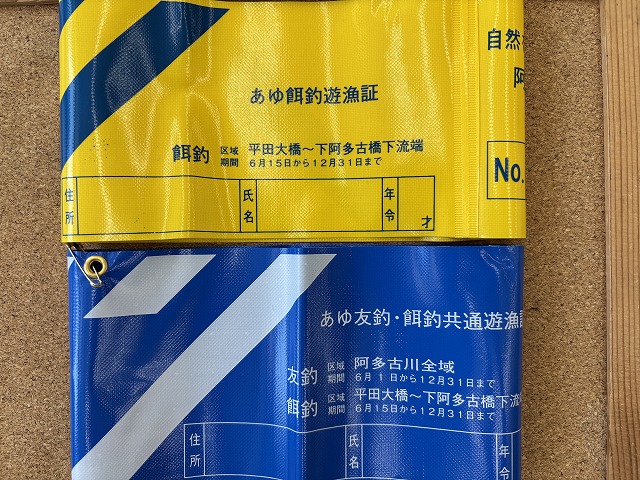 自然
阿
あゆ餌釣遊漁証
餌釣 区域 平田大橋～下阿多古橋下流端
期間 6月15日から12月31日まで
No.
住所 氏名 年令 才
あゆ友釣・餌釣共通遊漁証
友釣 区域 阿多古川全域
期間 6月1日から12月31日まで
餌釣 区域 平田大橋～下阿多古橋下流
期間 6月15日から12月31日まで
住所 氏名 年令